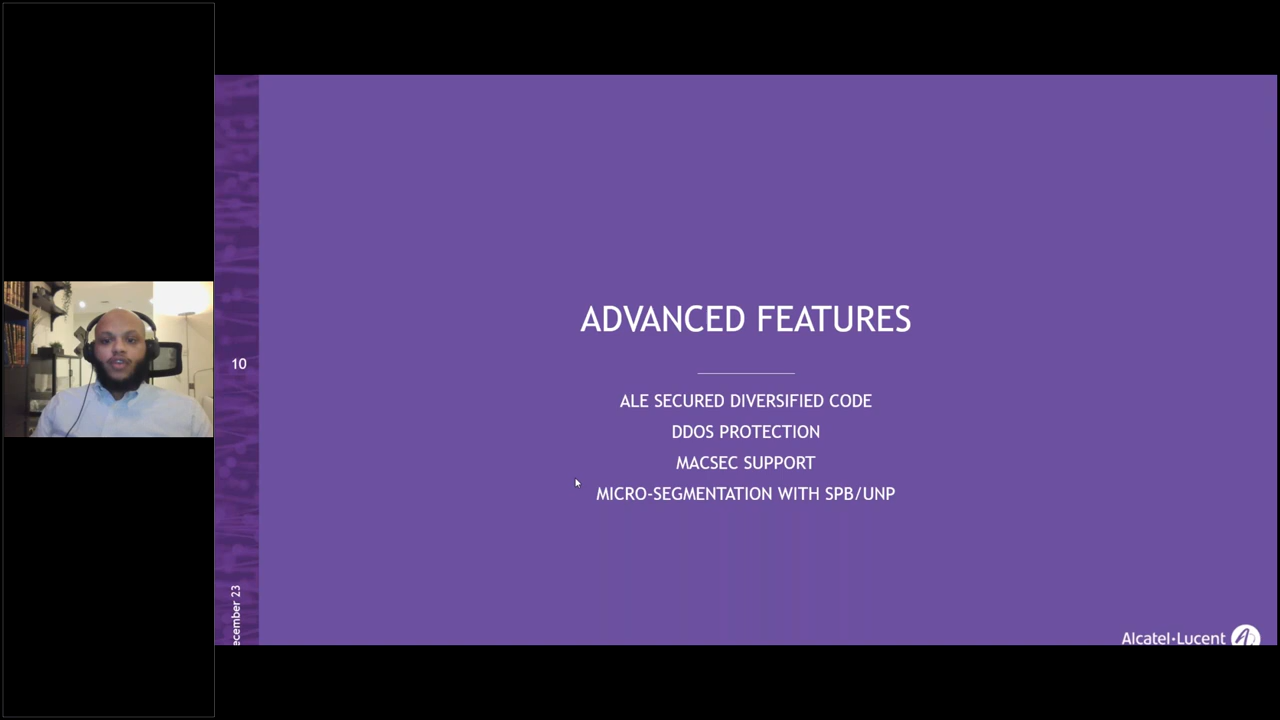 ADVANCED FEATURES
ALE SECURED DIVERSIFIED CODE
DDOS PROTECTION
MACSEC SUPPORT
MICRO-SEGMENTATION WITH SPB/UNP
10
ecember 23
Alcatel·Lucent